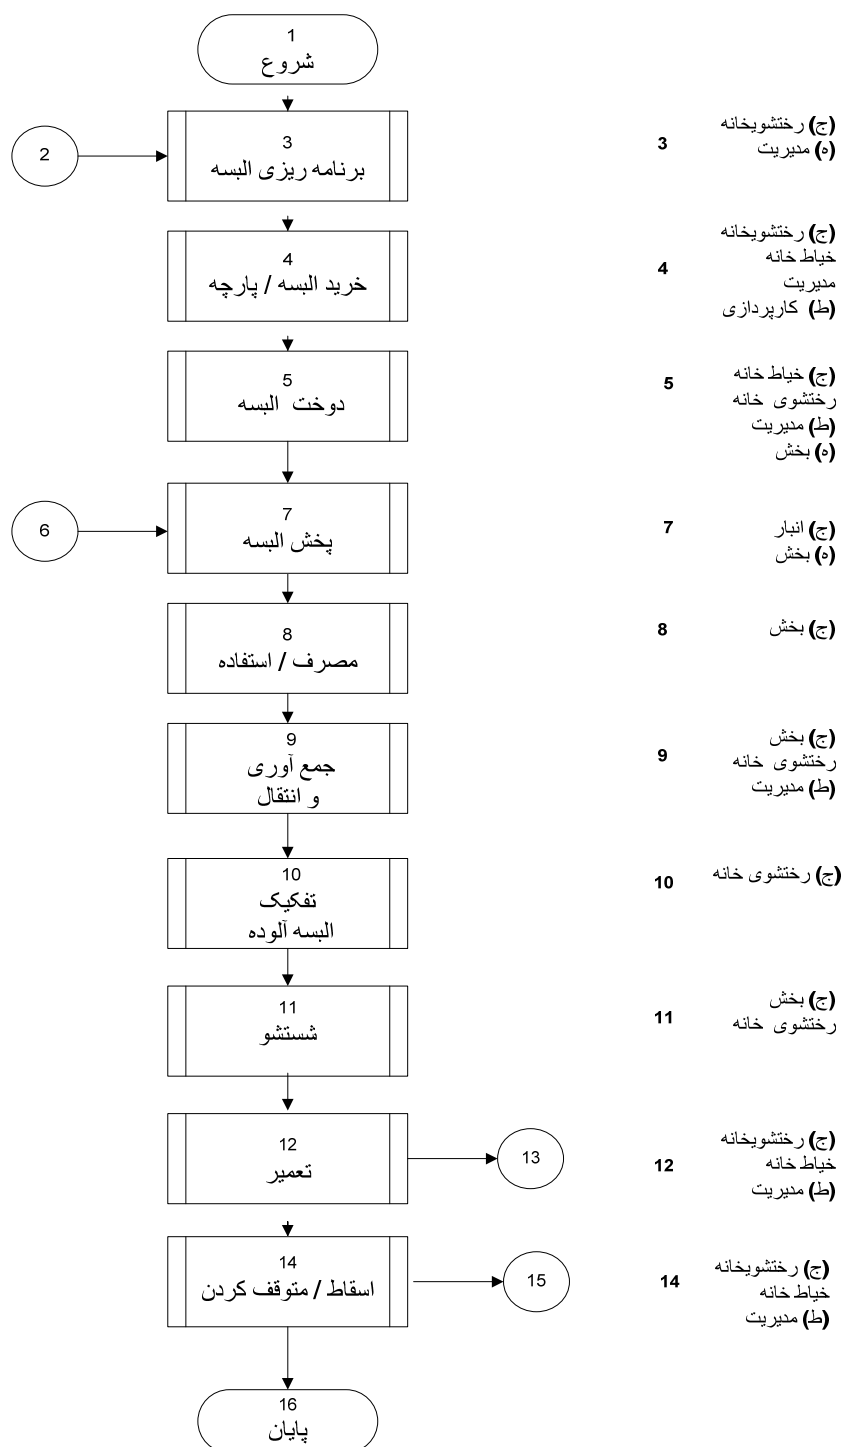 1
شروع
2
3
برنامه ریزی البسه
4
خرید البسه / پارچه
5
دوخت البسه
6
7
پخش البسه
8
مصرف / استفاده
9
جمع آوری
و انتقال
10
تفکیک
البسه آلوده
11
شستشو
12
تعمیر
13
14
اسقاط / متوقف کردن
15
16
پایان
3
(ج) رختشویخانه
(ه) مدیریت
4
(ج) رختشویخانه
خیاط خانه
مدیریت
(ط) کارپردازی
5
(ج) خیاط خانه
رختشوی خانه
(ط) مدیریت
(ه) بخش
7
(ج) انبار
(ه) بخش
8
(ج) بخش
9
(ج) بخش
رختشوی خانه
(ط) مدیریت
10
(ج) رختشوی خانه
11
(ج) بخش
رختشوی خانه
12
(ج) رختشویخانه
خیاط خانه
(ط) مدیریت
14
(ج) رختشویخانه
خیاط خانه
(ط) مدیریت